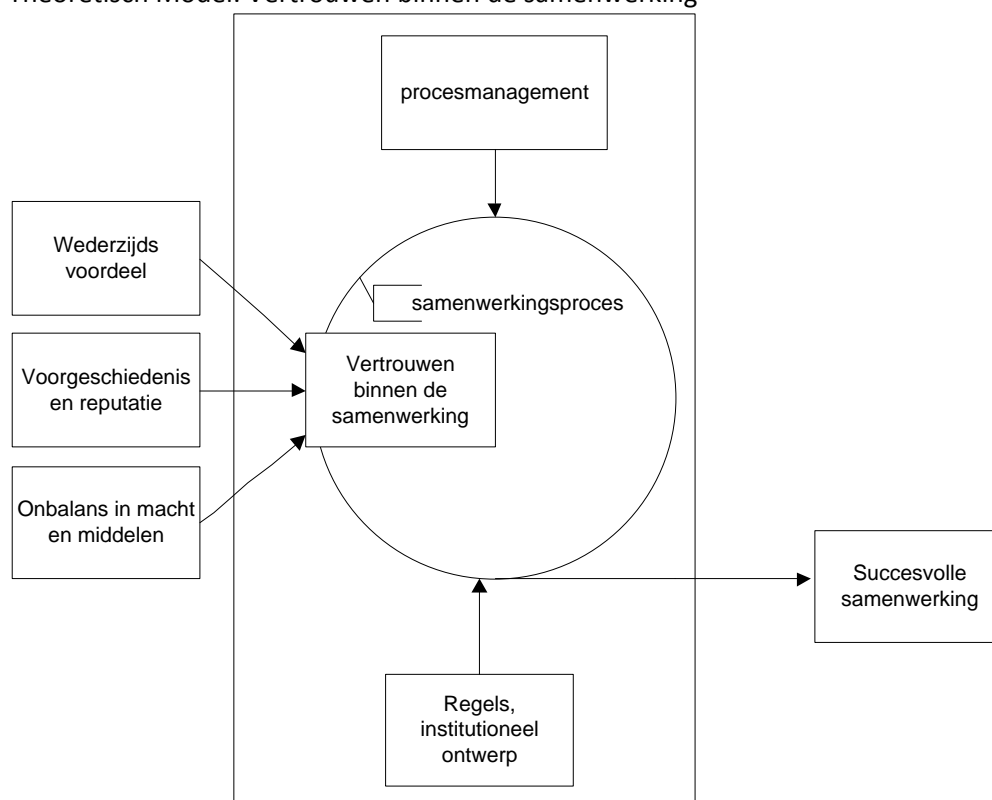 Theoretisch Model: Vertrouwen binnen de samenwerking
procesmanagement
Wederzijds
voordeel
samenwerkingsproces
Voorgeschiedenis
en reputatie
Vertrouwen
binnen de
samenwerking
Onbalans in macht
en middelen
Succesvolle
samenwerking
Regels,
institutioneel
ontwerp